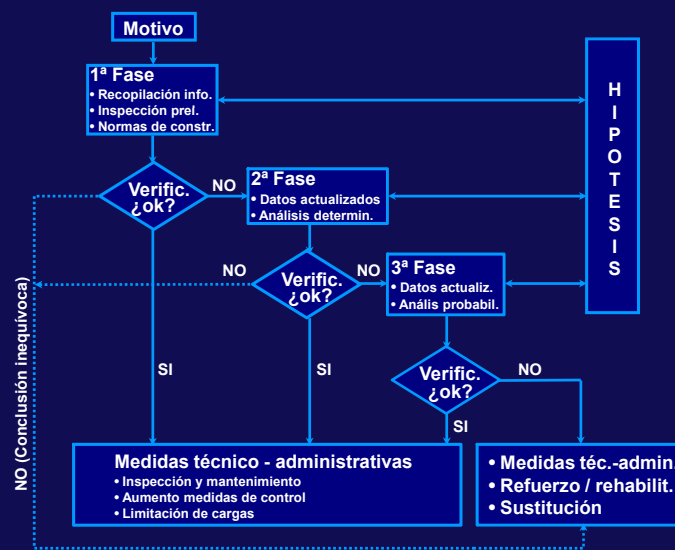 Motivo
1ª Fase
• Recopilación info.
• Inspección prel.
• Normas de constr.
H
I
P
O
T
E
S
I
S
Verific.
¿ok?
NO
2ª Fase
• Datos actualizados
• Análisis determin.
NO
Verific.
¿ok?
NO
3ª Fase
• Datos actualiz.
• Anális probabil.
SI
SI
Verific.
¿ok?
NO
SI
NO (Conclusión inequívoca)
Medidas técnico - administrativas
• Inspección y mantenimiento
• Aumento medidas de control
• Limitación de cargas
• Medidas téc.-admin.
• Refuerzo / rehabilit.
• Sustitución